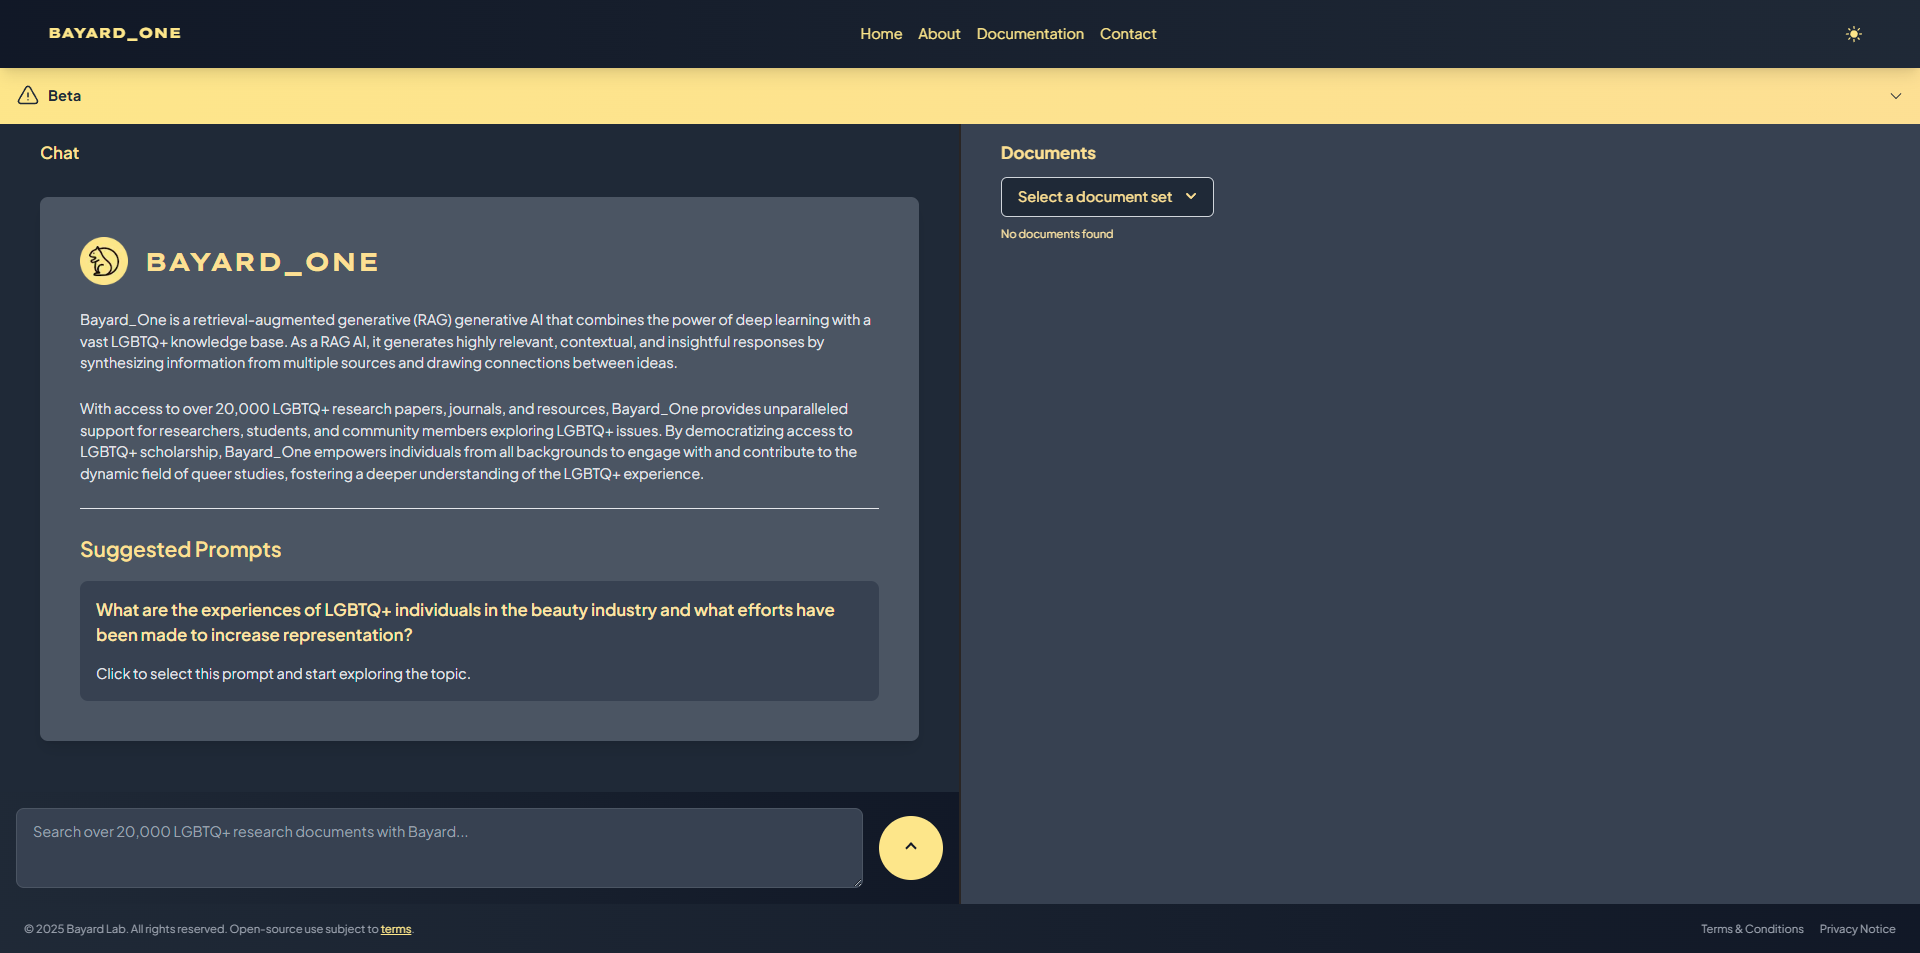 BAYARD_ONE
Home About Documentation Contact
Beta
Chat
BAYARD_ONE
Bayard_One is a retrieval-augmented generative (RAG) generative AI that combines the power of deep learning with a
vast LGBTQ+ knowledge base. As a RAG AI, it generates highly relevant, contextual, and insightful responses by
synthesizing information from multiple sources and drawing connections between ideas.
With access to over 20,000 LGBTQ+ research papers, journals, and resources, Bayard_One provides unparalleled
support for researchers, students, and community members exploring LGBTQ+ issues. By democratizing access to
LGBTQ+ scholarship, Bayard_One empowers individuals from all backgrounds to engage with and contribute to the
dynamic field of queer studies, fostering a deeper understanding of the LGBTQ+ experience.
Suggested Prompts
What are the experiences of LGBTQ+ individuals in the beauty industry and what efforts have
been made to increase representation?
Click to select this prompt and start exploring the topic.
Search over 20,000 LGBTQ+ research documents with Bayard...
Documents
Select a document set
No documents found
© 2025 Bayard Lab. All rights reserved. Open-source use subject to terms.
Terms & Conditions Privacy Notice